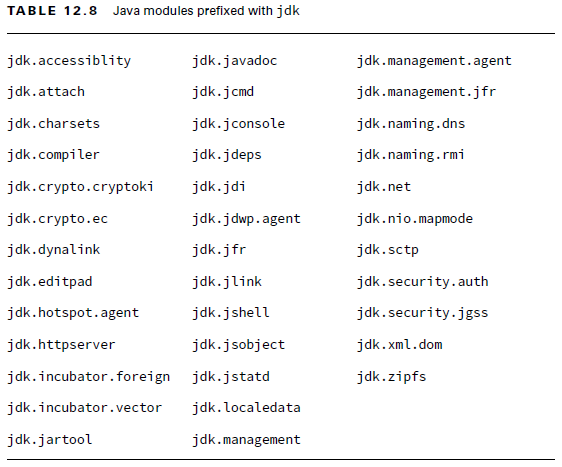 TABLE 12.8 Java modules prefixed with jdk
jdk.accessiblity jdk.javadoc jdk.management.agent
jdk.attach jdk.jcmd jdk.management.jfr
jdk.charsets jdk.jconsole jdk.naming.dns
jdk.compiler jdk.jdeps jdk.naming.rmi
jdk.crypto.cryptoki jdk.jdi jdk.net
jdk.crypto.ec jdk.jdwp.agent jdk.nio.mapmode
jdk.dynalink jdk.jfr jdk.sctp
jdk.editpad jdk.jlink jdk.security.auth
jdk.hotspot.agent jdk.jshell jdk.security.jgss
jdk.httpserver jdk.jsobject jdk.xml.dom
jdk.incubator.foreign jdk.jstatd jdk.zipfs
jdk.incubator.vector jdk.localedata
jdk.jartool jdk.management